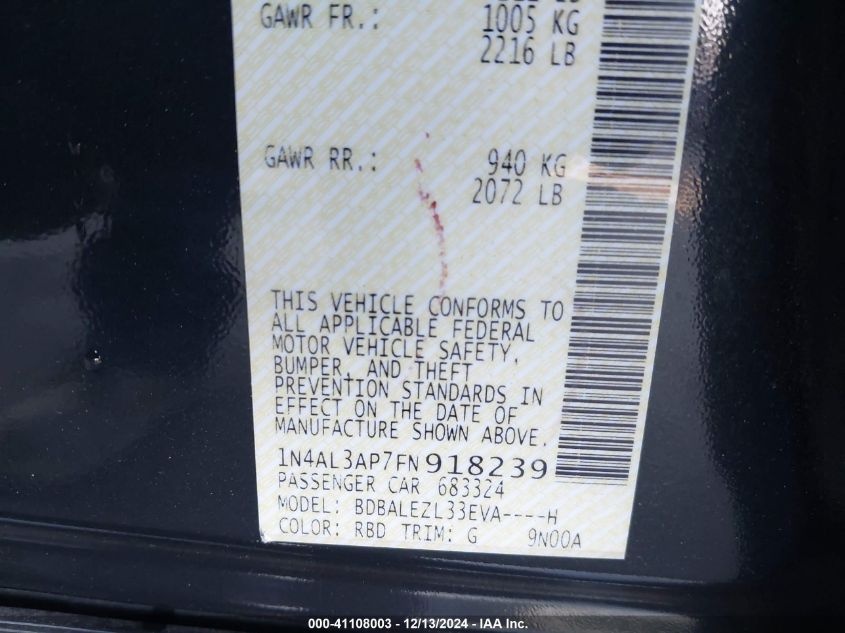 GAWR FR.: 1005 KG
2216 LB
GAWR RR.: 940 KG
2072 LB
THIS VEHICLE CONFORMS TO
ALL APPLICABLE FEDERAL
MOTOR VEHICLE SAFETY,
BUMPER, AND THEFT
PREVENTION STANDARDS IN
EFFECT ON THE DATE OF
MANUFACTURE SHOWN ABOVE.
1N4AL3AP7FN918239
PASSENGER CAR 683324
MODEL: BDBALEZL33EVA----H
COLOR: RBD TRIM: G 9N00A
000-41108003 - 12/13/2024 - IAA Inc.